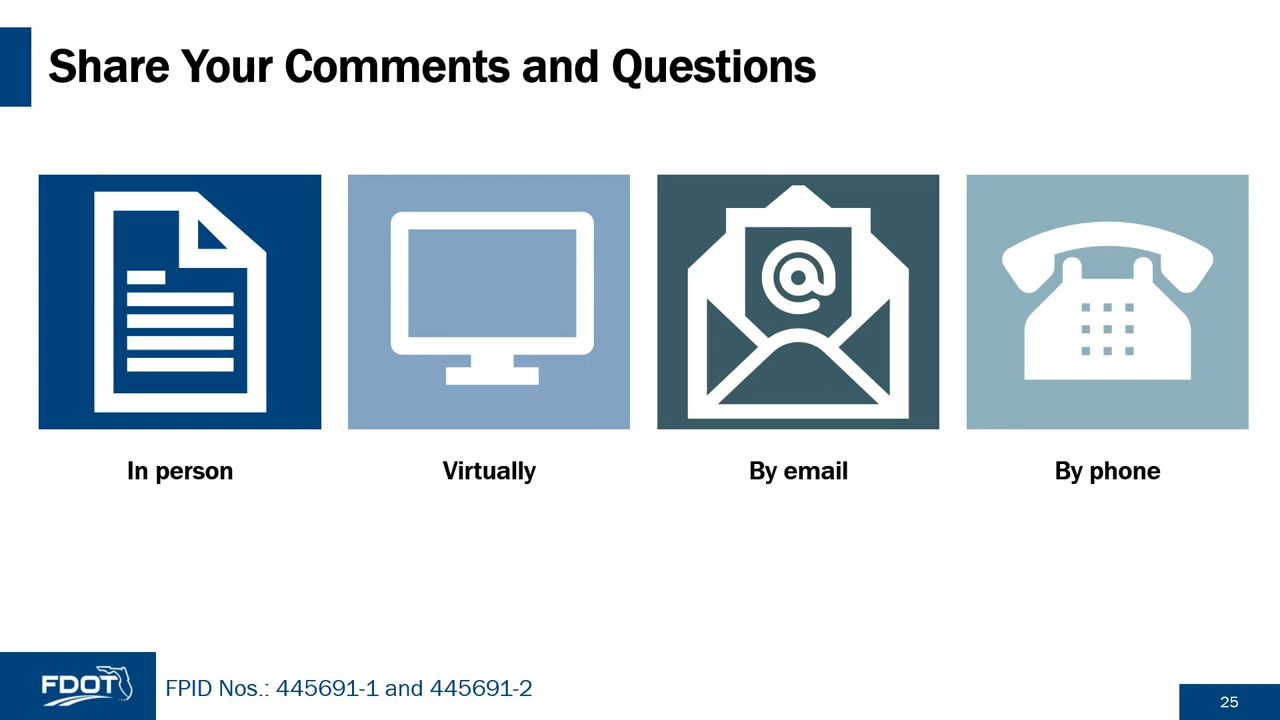 Share Your Comments and Questions
@
In person
Virtually
By email
By phone
FDOT
FPID Nos.: 445691-1 and 445691-2
25